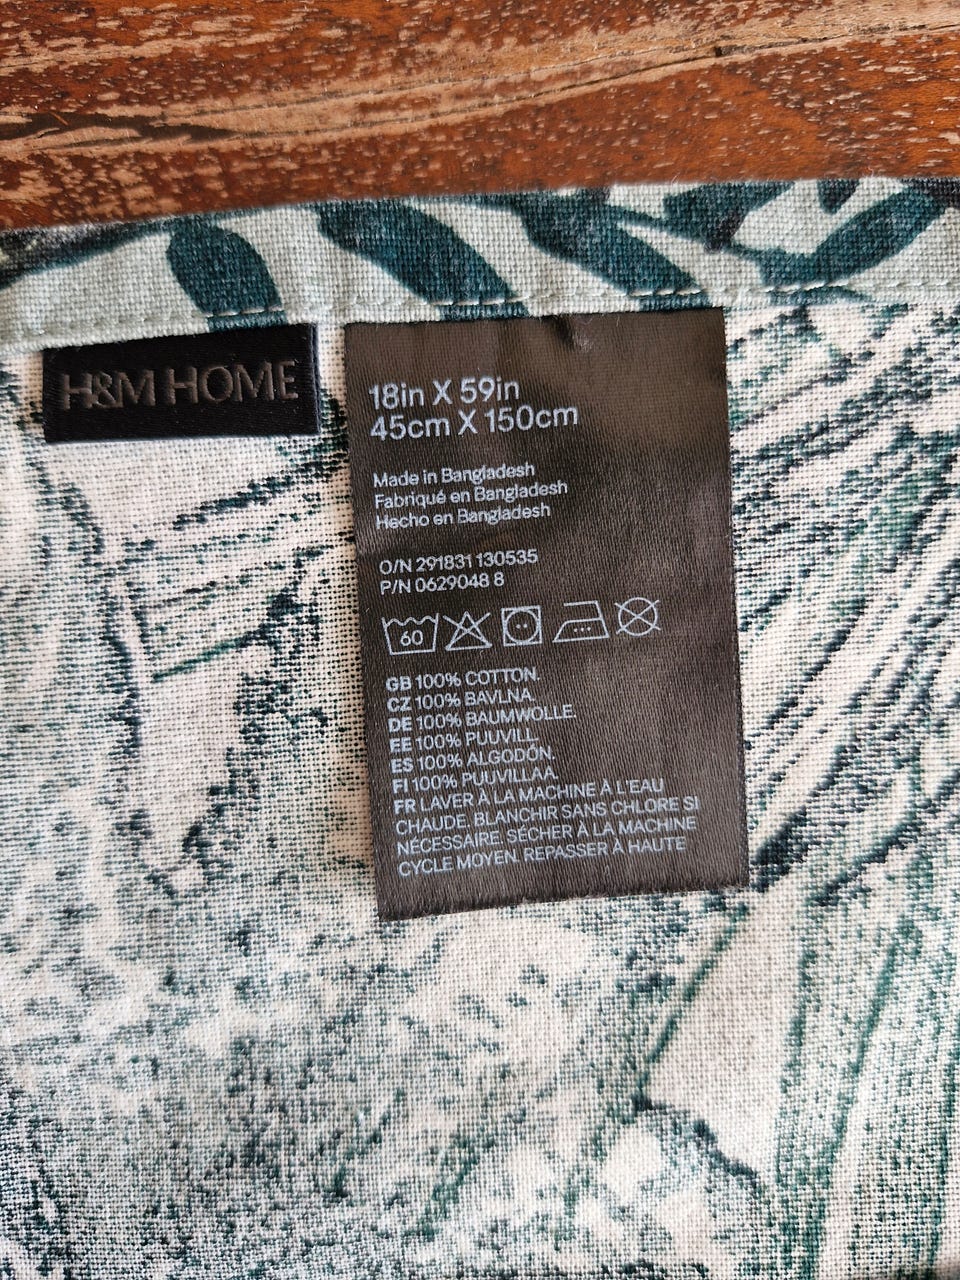 H&M HOME
18in X 59in
45cm X 150cm
Made in Bangladesh
Fabriqué en Bangladesh
Hecho en Bangladesh
O/N 291831 130535
P/N 0629048 8
60
GB 100% COTTON.
CZ 100% BAVLNA.
DE 100% BAUMWOLLE.
EE 100% PUUVILL.
ES 100% ALGODÓN.
FI 100% PUUVILLAA.
FR LAVER À LA MACHINE À L'EAU
CHAUDE. BLANCHIR SANS CHLORE SI
NÉCESSAIRE. SÉCHER À LA MACHINE
CYCLE MOYEN. REPASSER À HAUTE